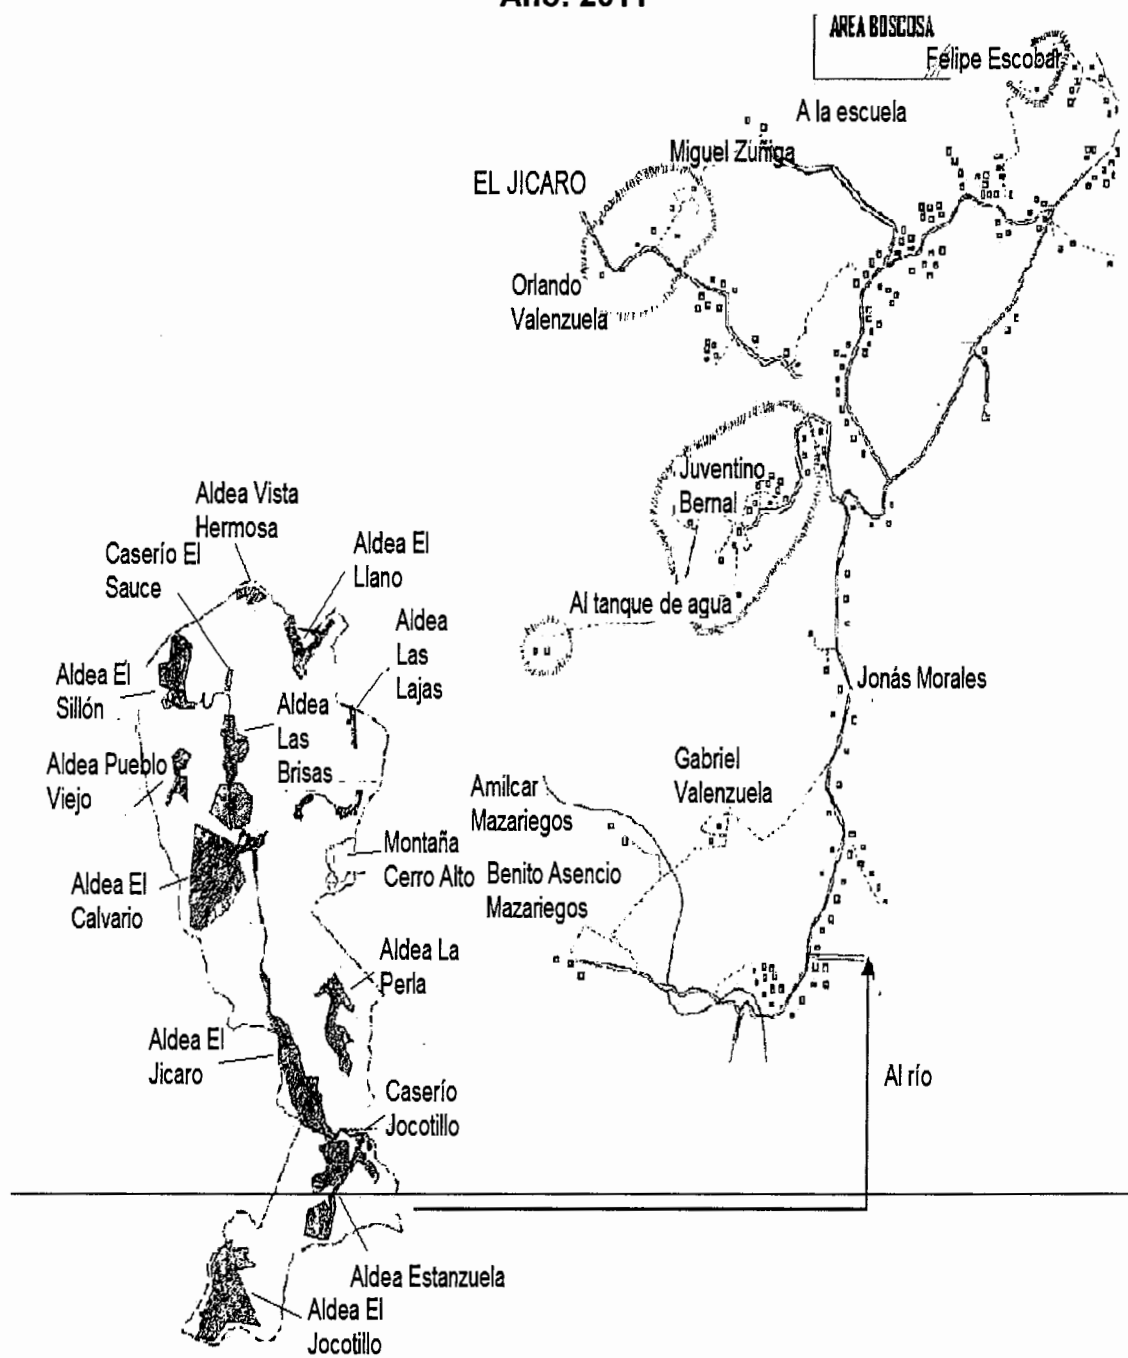 Año: 2011
AREA BOSCOSA
Felipe Escobar
A la escuela
Miguel Zúñiga
EL JICARO
Orlando
Valenzuela
Juventino
Bernal
Aldea Vista
Hermosa
Caserío El
Sauce
Aldea El
Llano
Al tanque de agua
Aldea
Las
Lajas
Aldea El
Sillón
Jonás Morales
Aldea
Las
Brisas
Aldea Pueblo
Viejo
Gabriel
Valenzuela
Amilcar
Mazariegos
Montaña
Cerro Alto
Benito Asencio
Mazariegos
Aldea El
Calvario
Aldea La
Perla
Aldea El
Jicaro
Al río
Caserío
Jocotillo
Aldea Estanzuela
Aldea El
Jocotillo